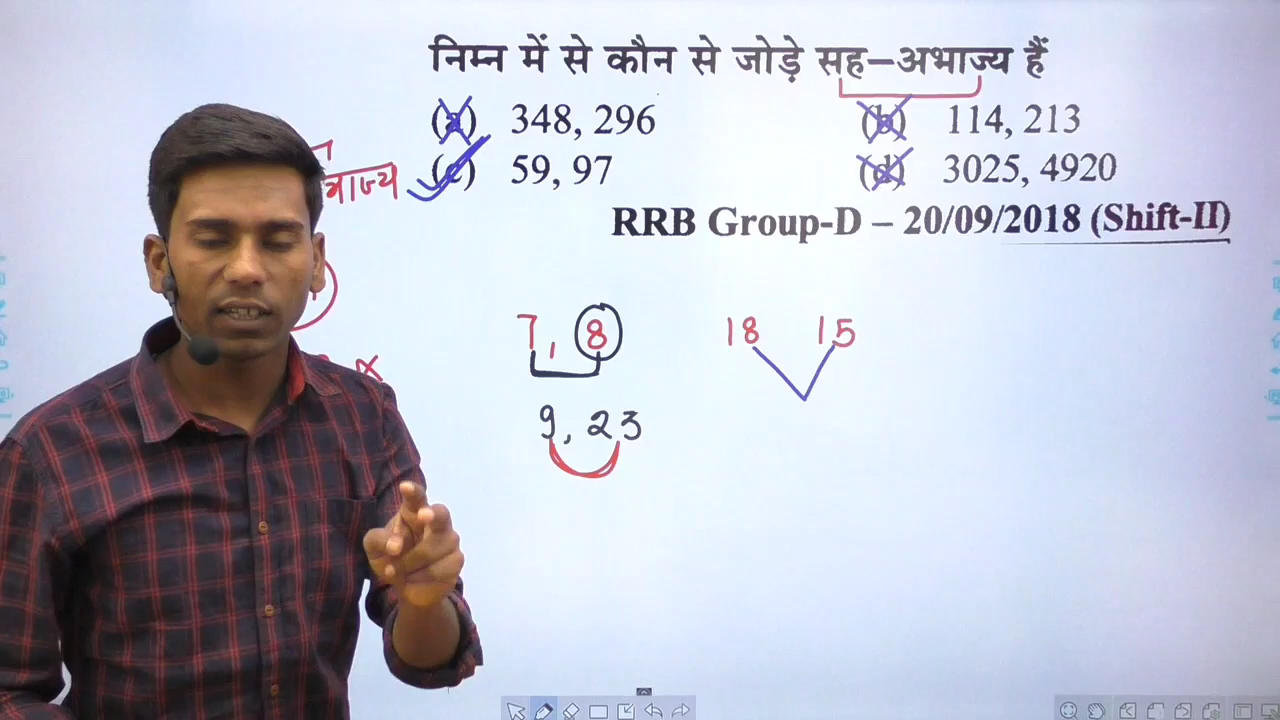 निम्न में से कौन से जोड़े सह–अभाज्य हैं
(a) 348, 296 (b) 114, 213
(c) 59, 97 (d) 3025, 4920
RRB Group-D – 20/09/2018 (Shift-II)
7, 8 18 15
9, 23